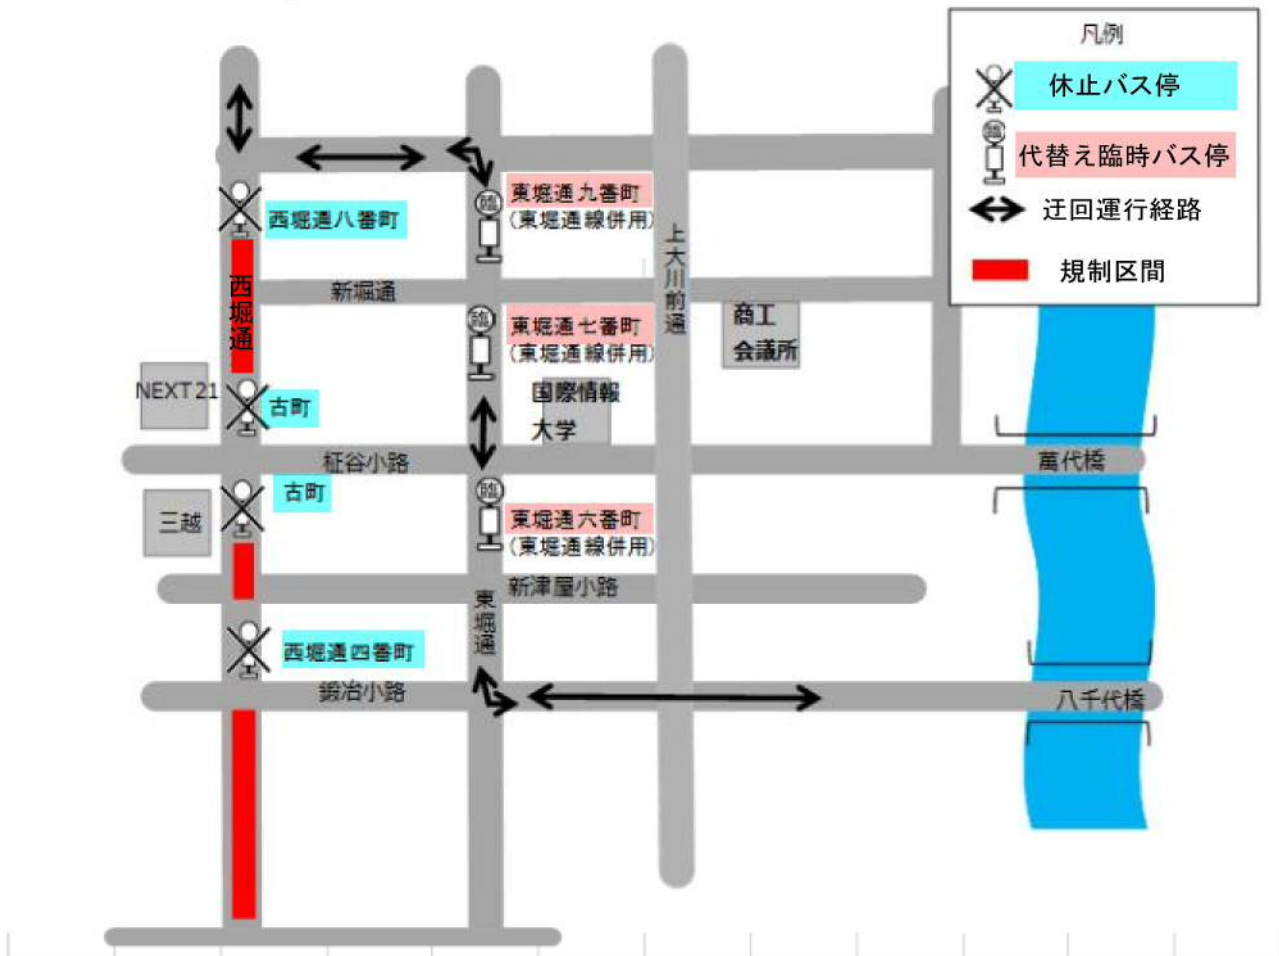 凡例
休止バス停
臨
代替え臨時バス停
迂回運行経路
規制区間
西堀通八番町
臨
東堀通九番町
(東堀通線併用)
上大川前通
西堀通
新堀通
臨
東堀通七番町
(東堀通線併用)
商工
会議所
NEXT21
古町
国際情報
大学
柾谷小路
萬代橋
古町
三越
臨
東堀通六番町
(東堀通線併用)
新津屋小路
東堀通
西堀通四番町
鍛冶小路
八千代橋